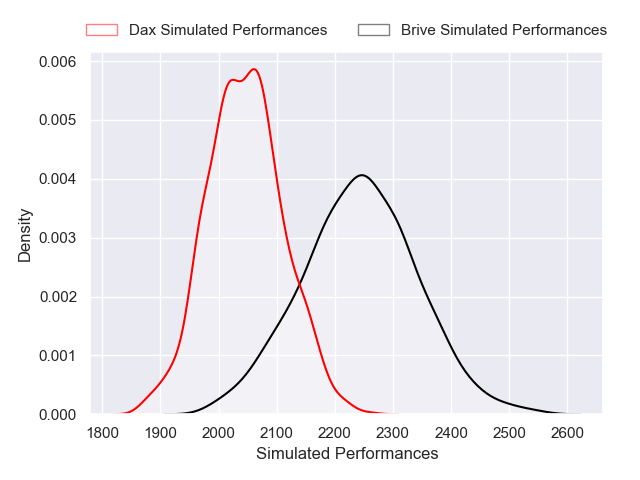 Dax Simulated Performances Brive Simulated Performances
0.006
0.005
0.004
0.003
0.002
0.001
0.000
Density
1800 1900 2000 2100 2200 2300 2400 2500 2600
Simulated Performances